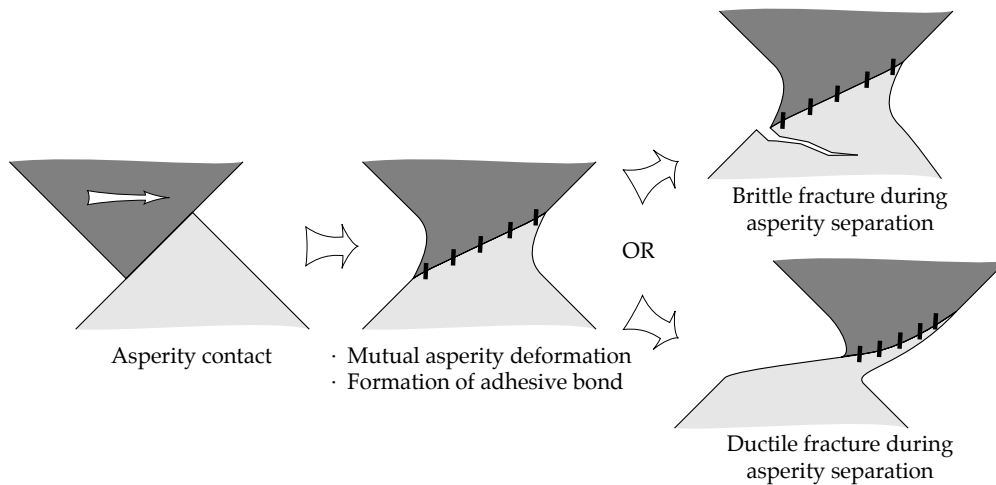 Asperity contact
· Mutual asperity deformation
· Formation of adhesive bond
Brittle fracture during
asperity separation
OR
Ductile fracture during
asperity separation